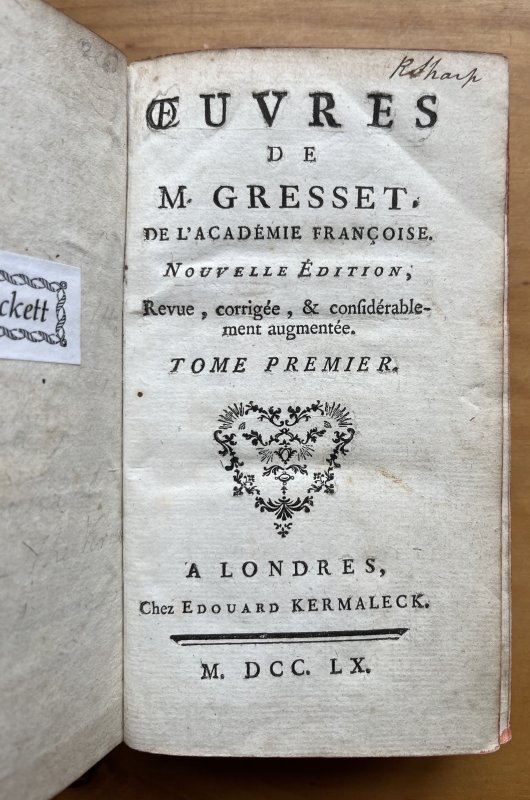 RSharp
ŒUVRES
DE
M. GRESSET.
DE L'ACADÉMIE FRANÇOISE.
NOUVELLE ÉDITION,
Revue, corrigée, & conſidérable-
ment augmentée.
TOME PREMIER.
A LONDRES,
Chez EDOUARD KERMALECK.
M. DCC. LX.
ckett